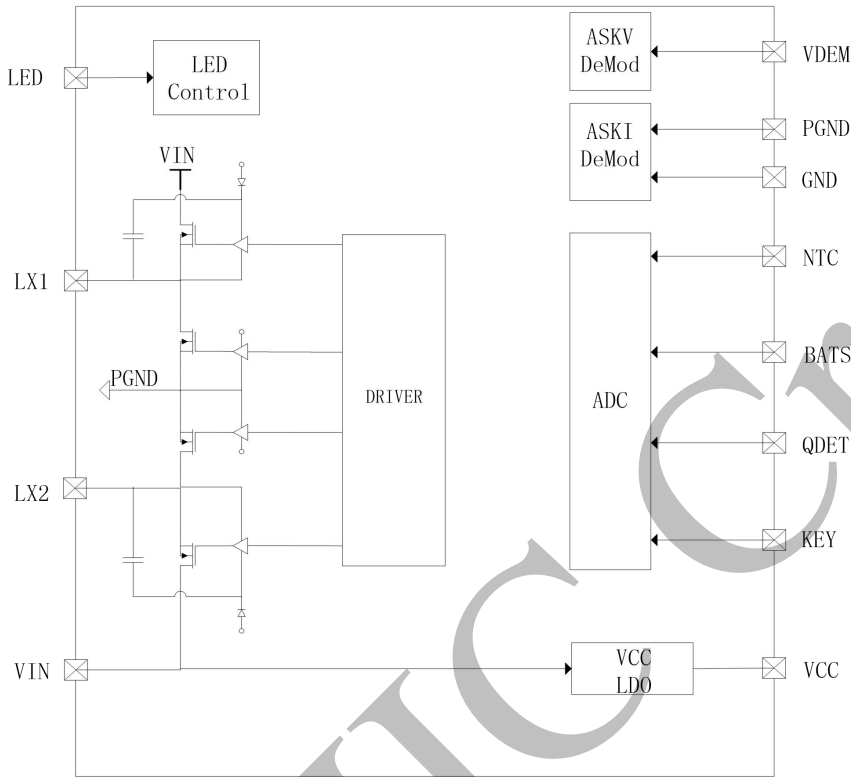 ASKV
DeMod
VDEM
LED
LED
Control
ASKI
DeMod
PGND
GND
VIN
NTC
LX1
BATS
PGND
DRIVER
ADC
QDET
LX2
KEY
VIN
VCC
LDO
VCC